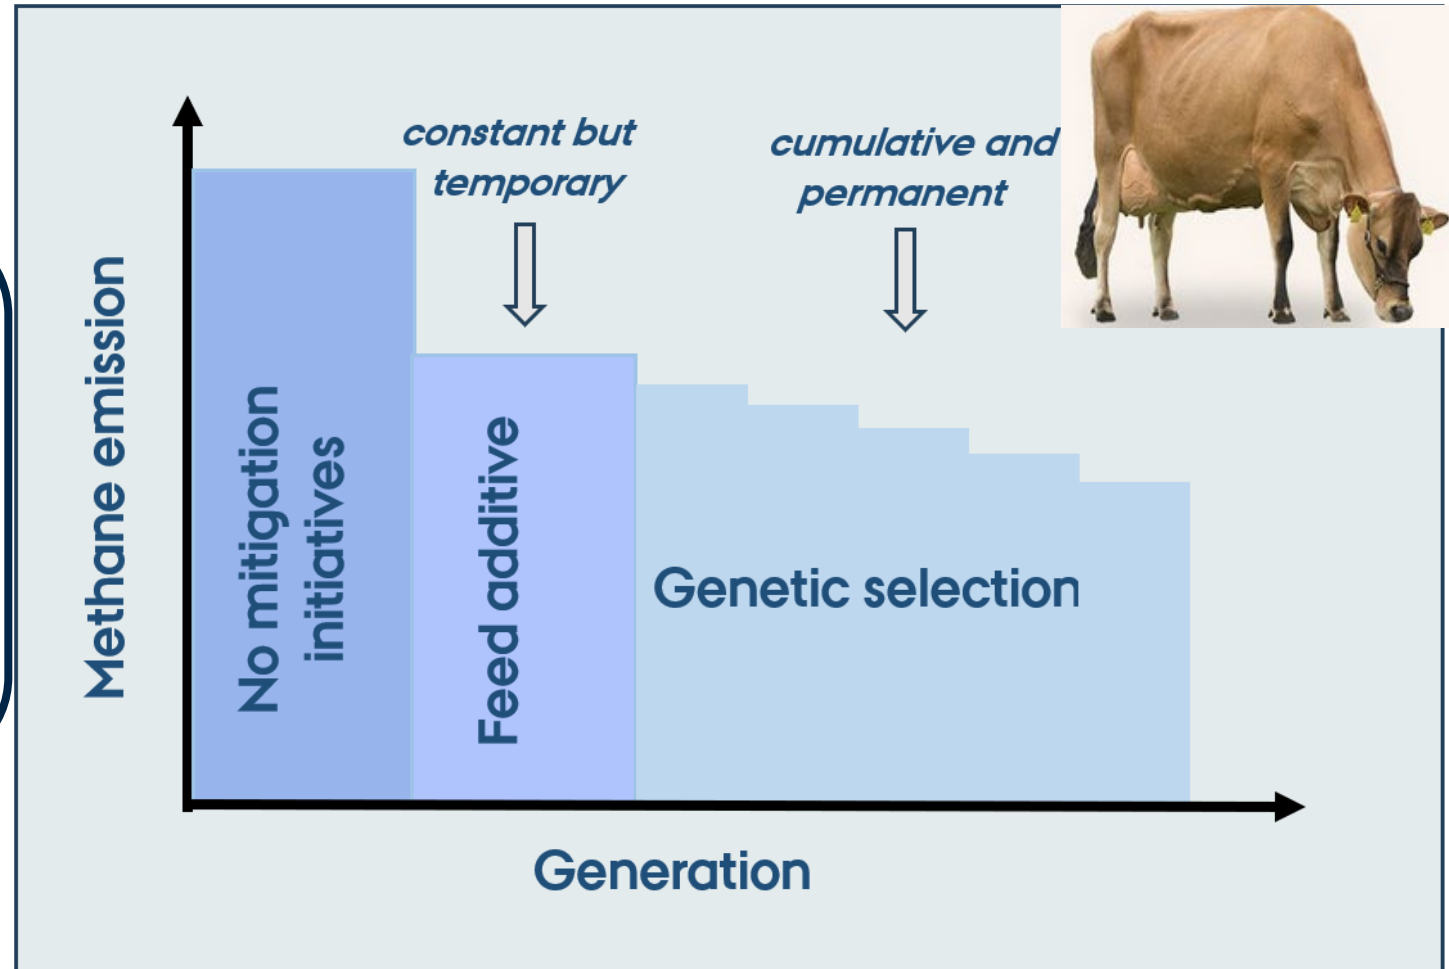 constant but
temporary
cumulative and
permanent
Methane emission
No mitigation
initiatives
Feed additive
Genetic selection
Generation